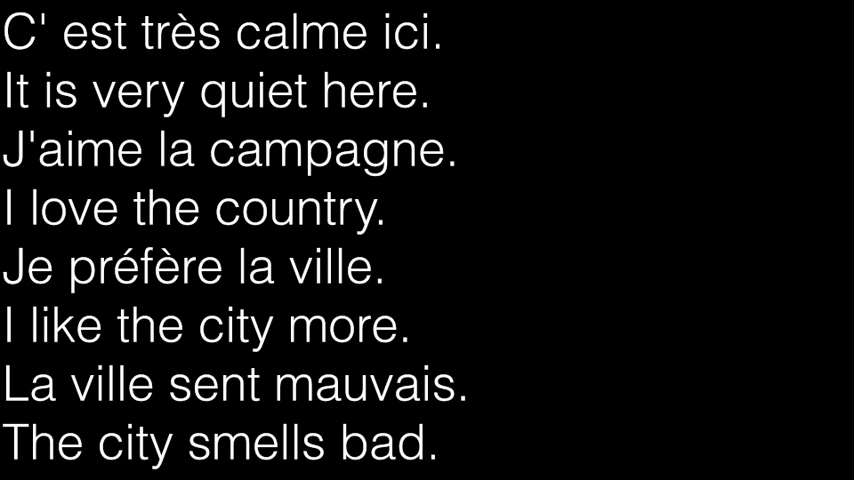 C' est très calme ici.
It is very quiet here.
J'aime la campagne.
I love the country.
Je préfère la ville.
I like the city more.
La ville sent mauvais.
The city smells bad.